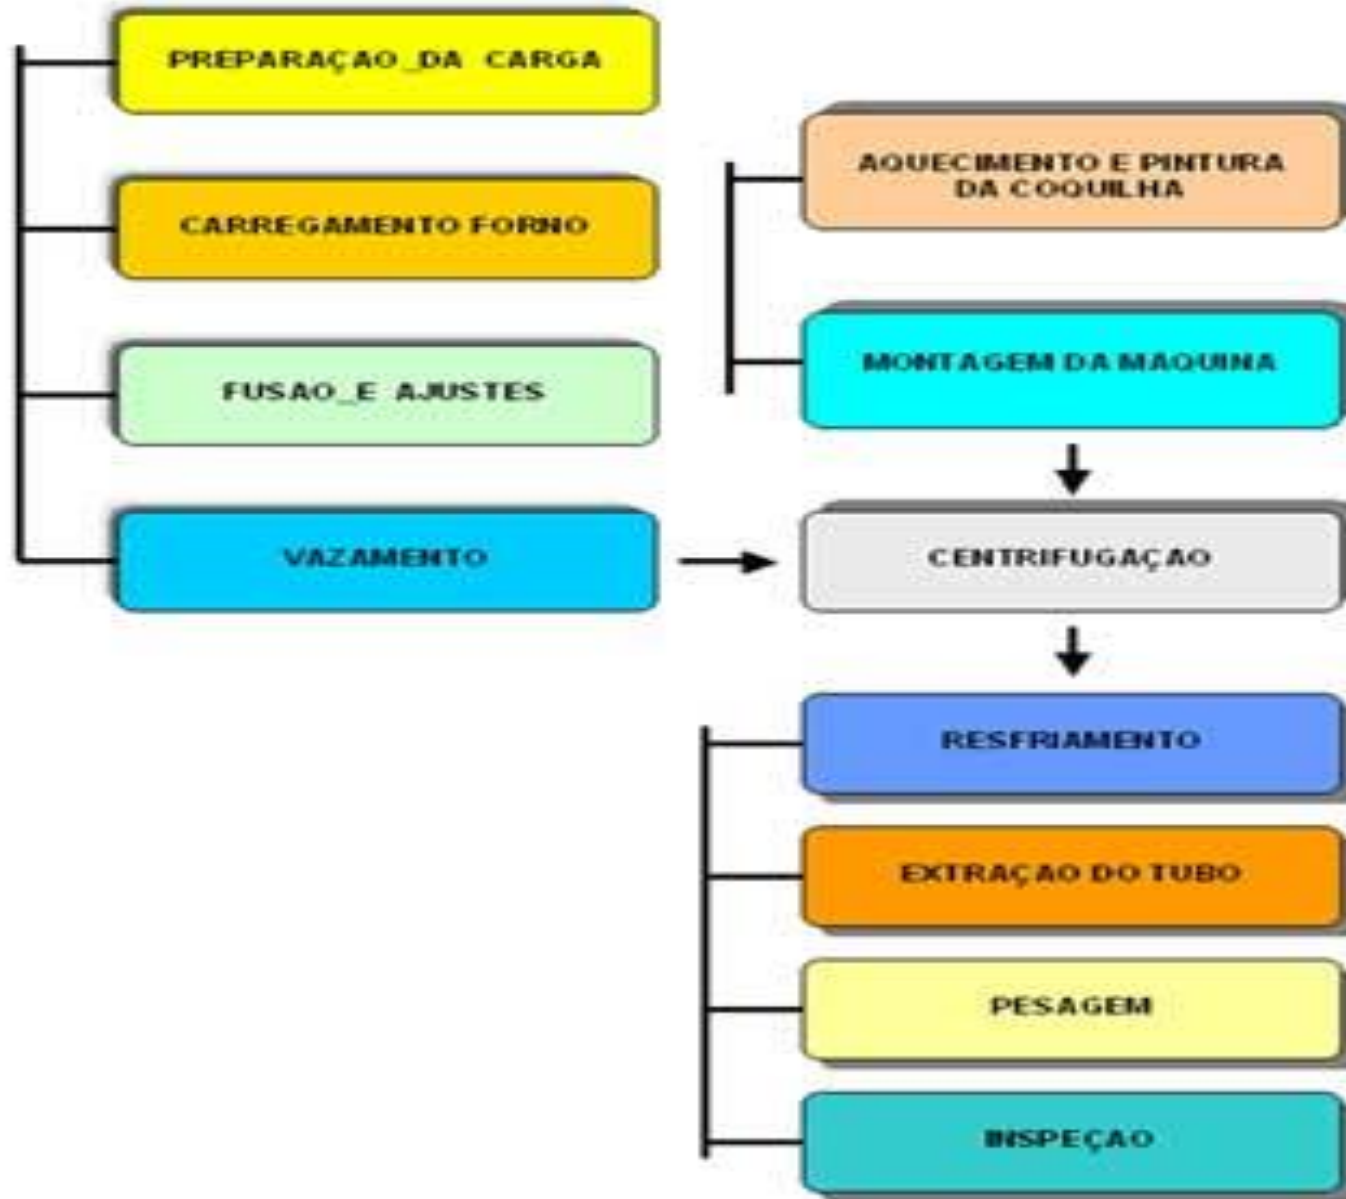 PREPARAÇAO_DA CARGA
CARREGAMENTO FORNO
FUSAO_E AJUSTES
VAZAMENTO
AQUECIMENTO E PINTURA
DA COQUILHA
MONTAGEM DA MAQUINA
CENTRIFUGAÇAO
RESFRIAMENTO
EXTRAÇAO DO TUBO
PESAGEM
INSPEÇAO